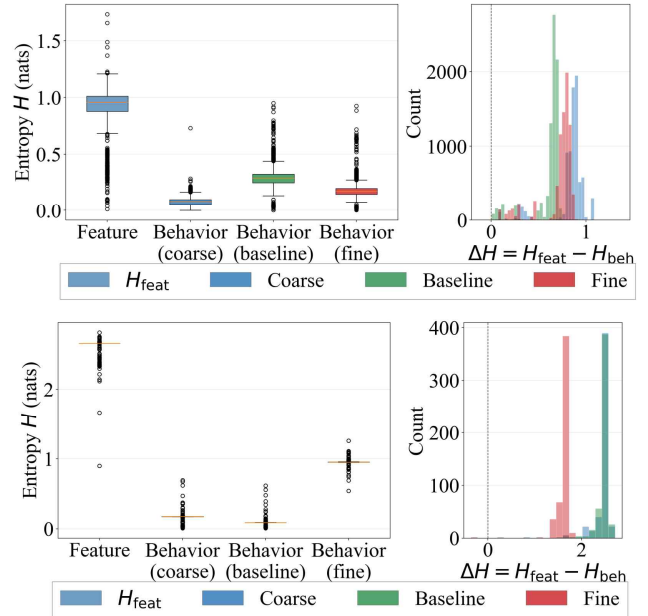 Entropy H (nats)
1.5
1.0
0.5
0.0
Feature
Behavior (coarse)
Behavior (baseline)
Behavior (fine)
Count
2000
1000
0
0
1
ΔH = H_feat − H_beh
H_feat
Coarse
Baseline
Fine
Entropy H (nats)
2
1
0
Feature
Behavior (coarse)
Behavior (baseline)
Behavior (fine)
Count
400
300
200
100
0
0
2
ΔH = H_feat − H_beh
H_feat
Coarse
Baseline
Fine